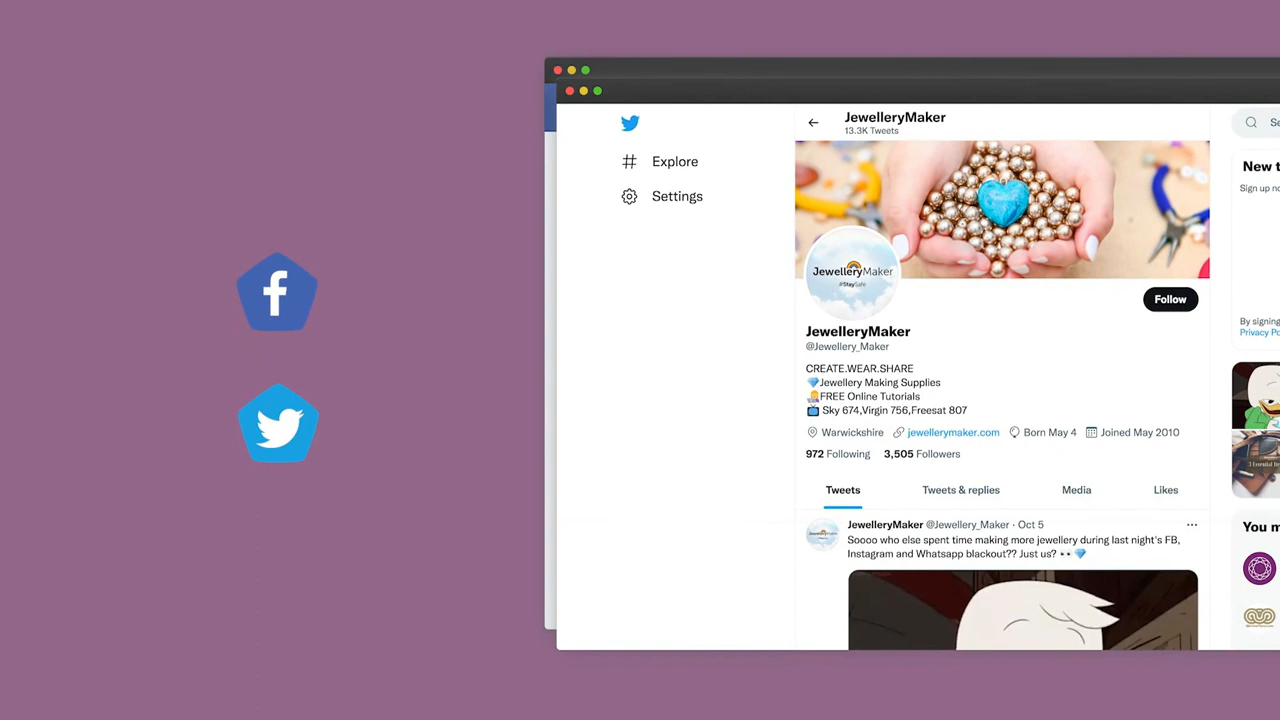 JewelleryMaker
13.3K Tweets
Explore
Settings
New t
Sign up no
JewelleryMaker
#StaySafe
Follow
By signing
Privacy Po
JewelleryMaker
@Jewellery_Maker
CREATE.WEAR.SHARE
💎Jewellery Making Supplies
FREE Online Tutorials
📺 Sky 674,Virgin 756,Freesat 807
Warwickshire jewellerymaker.com Born May 4 Joined May 2010
972 Following 3,505 Followers
Tweets Tweets & replies Media Likes
JewelleryMaker @Jewellery_Maker · Oct 5 ···
Soooo who else spent time making more jewellery during last night's FB,
Instagram and Whatsapp blackout?? Just us? 👀 💎
You m